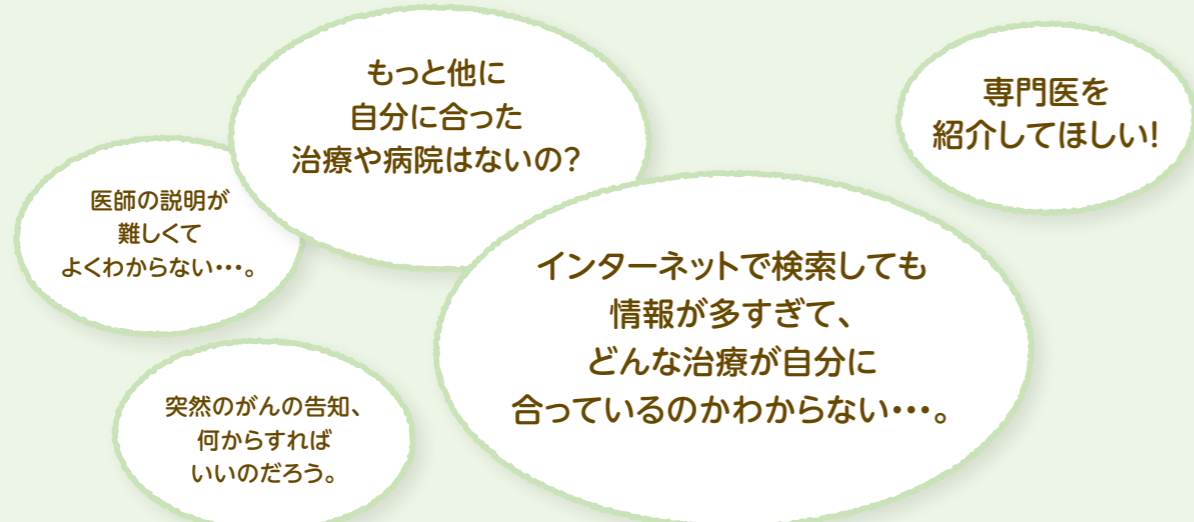 もっと他に
自分に合った
治療や病院はないの？
専門医を
紹介してほしい！
医師の説明が
難しくて
よくわからない・・・。
インターネットで検索しても
情報が多すぎて、
どんな治療が自分に
合っているのかわからない・・・。
突然のがんの告知、
何からすれば
いいのだろう。